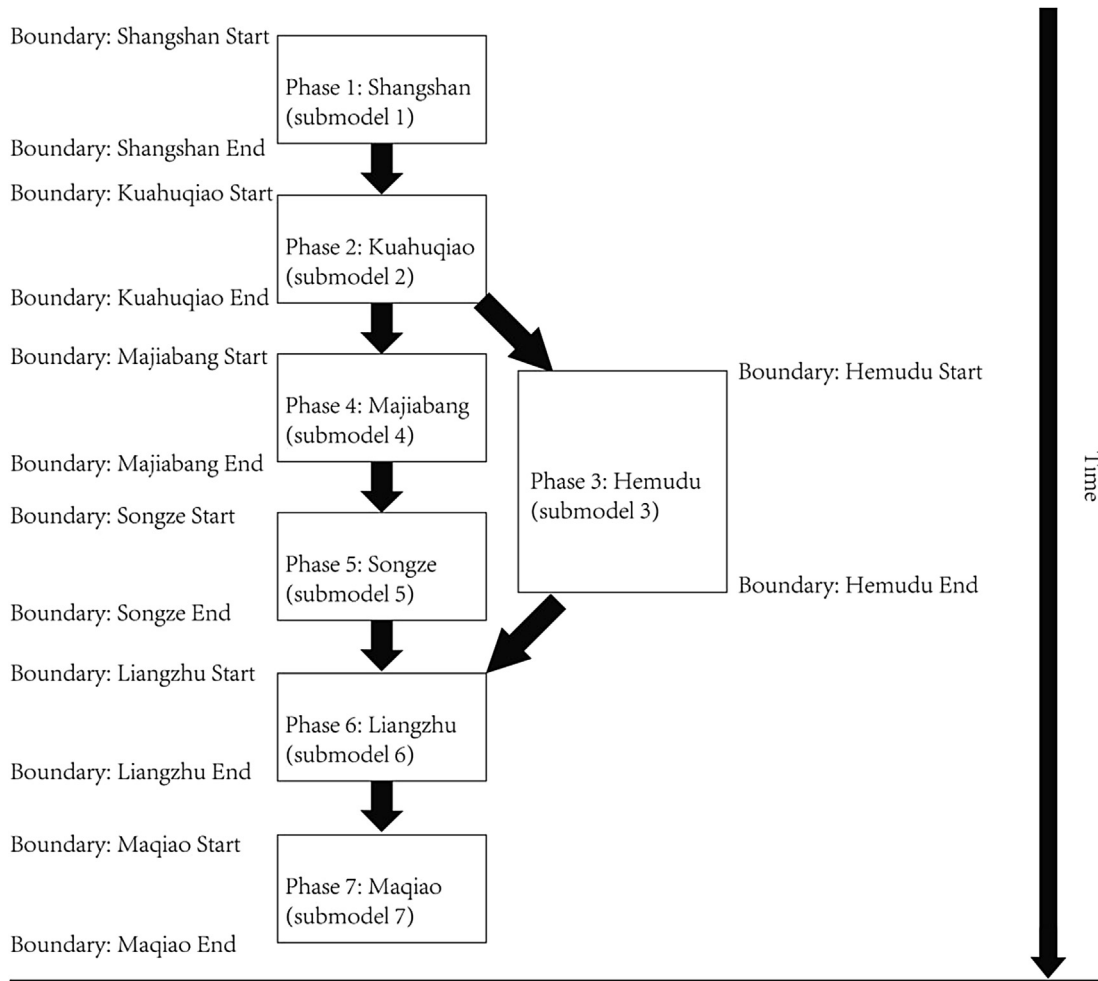 Boundary: Shangshan Start
Phase 1: Shangshan
(submodel 1)
Boundary: Shangshan End
Boundary: Kuahuqiao Start
Phase 2: Kuahuqiao
(submodel 2)
Boundary: Kuahuqiao End
Boundary: Majiabang Start
Boundary: Hemudu Start
Phase 4: Majiabang
(submodel 4)
Boundary: Majiabang End
Phase 3: Hemudu
(submodel 3)
Time
Boundary: Songze Start
Phase 5: Songze
(submodel 5)
Boundary: Hemudu End
Boundary: Songze End
Boundary: Liangzhu Start
Phase 6: Liangzhu
(submodel 6)
Boundary: Liangzhu End
Boundary: Maqiao Start
Phase 7: Maqiao
(submodel 7)
Boundary: Maqiao End